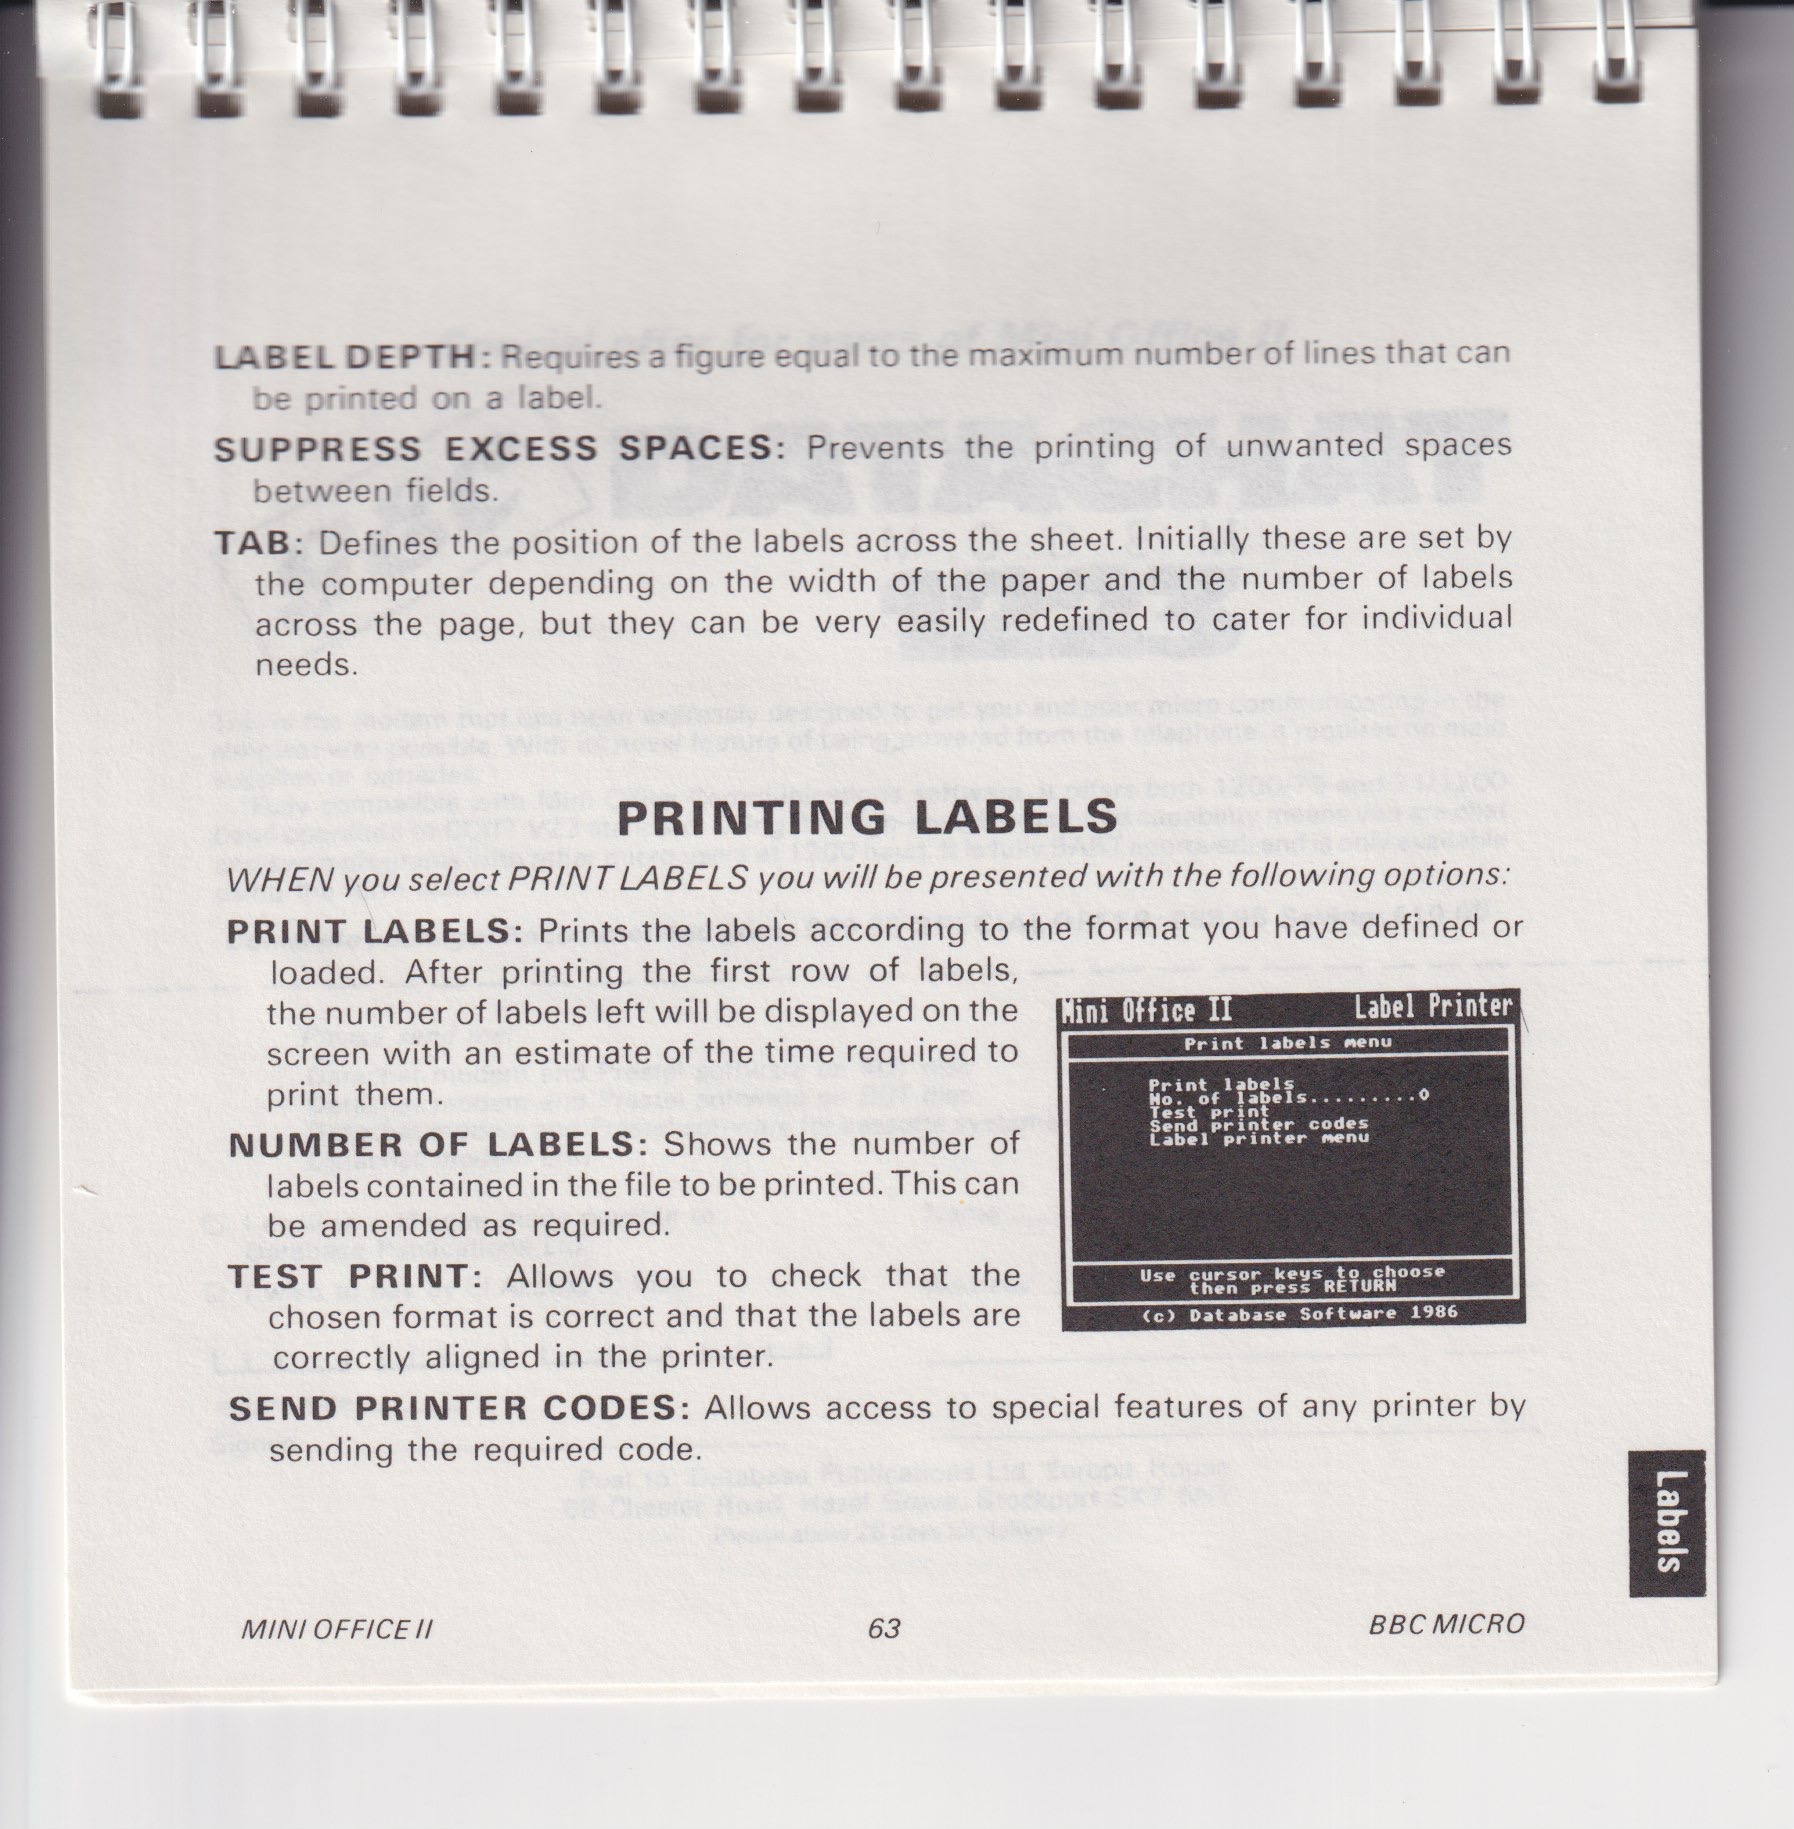 LABEL DEPTH: Requires a figure equal to the maximum number of lines that can
be printed on a label.
SUPPRESS EXCESS SPACES: Prevents the printing of unwanted spaces
between fields.
TAB: Defines the position of the labels across the sheet. Initially these are set by
the computer depending on the width of the paper and the number of labels
across the page, but they can be very easily redefined to cater for individual
needs.
PRINTING LABELS
WHEN you select PRINT LABELS you will be presented with the following options:
PRINT LABELS: Prints the labels according to the format you have defined or
loaded. After printing the first row of labels,
the number of labels left will be displayed on the
screen with an estimate of the time required to
print them.
NUMBER OF LABELS: Shows the number of
labels contained in the file to be printed. This can
be amended as required.
TEST PRINT: Allows you to check that the
chosen format is correct and that the labels are
correctly aligned in the printer.
Mini Office II Label Printer
Print labels menu
Print labels
No. of labels.........0
Test print
Send printer codes
Label printer menu
Use cursor keys to choose
then press RETURN
(c) Database Software 1986
SEND PRINTER CODES: Allows access to special features of any printer by
sending the required code.
Labels
MINI OFFICE II 63 BBC MICRO